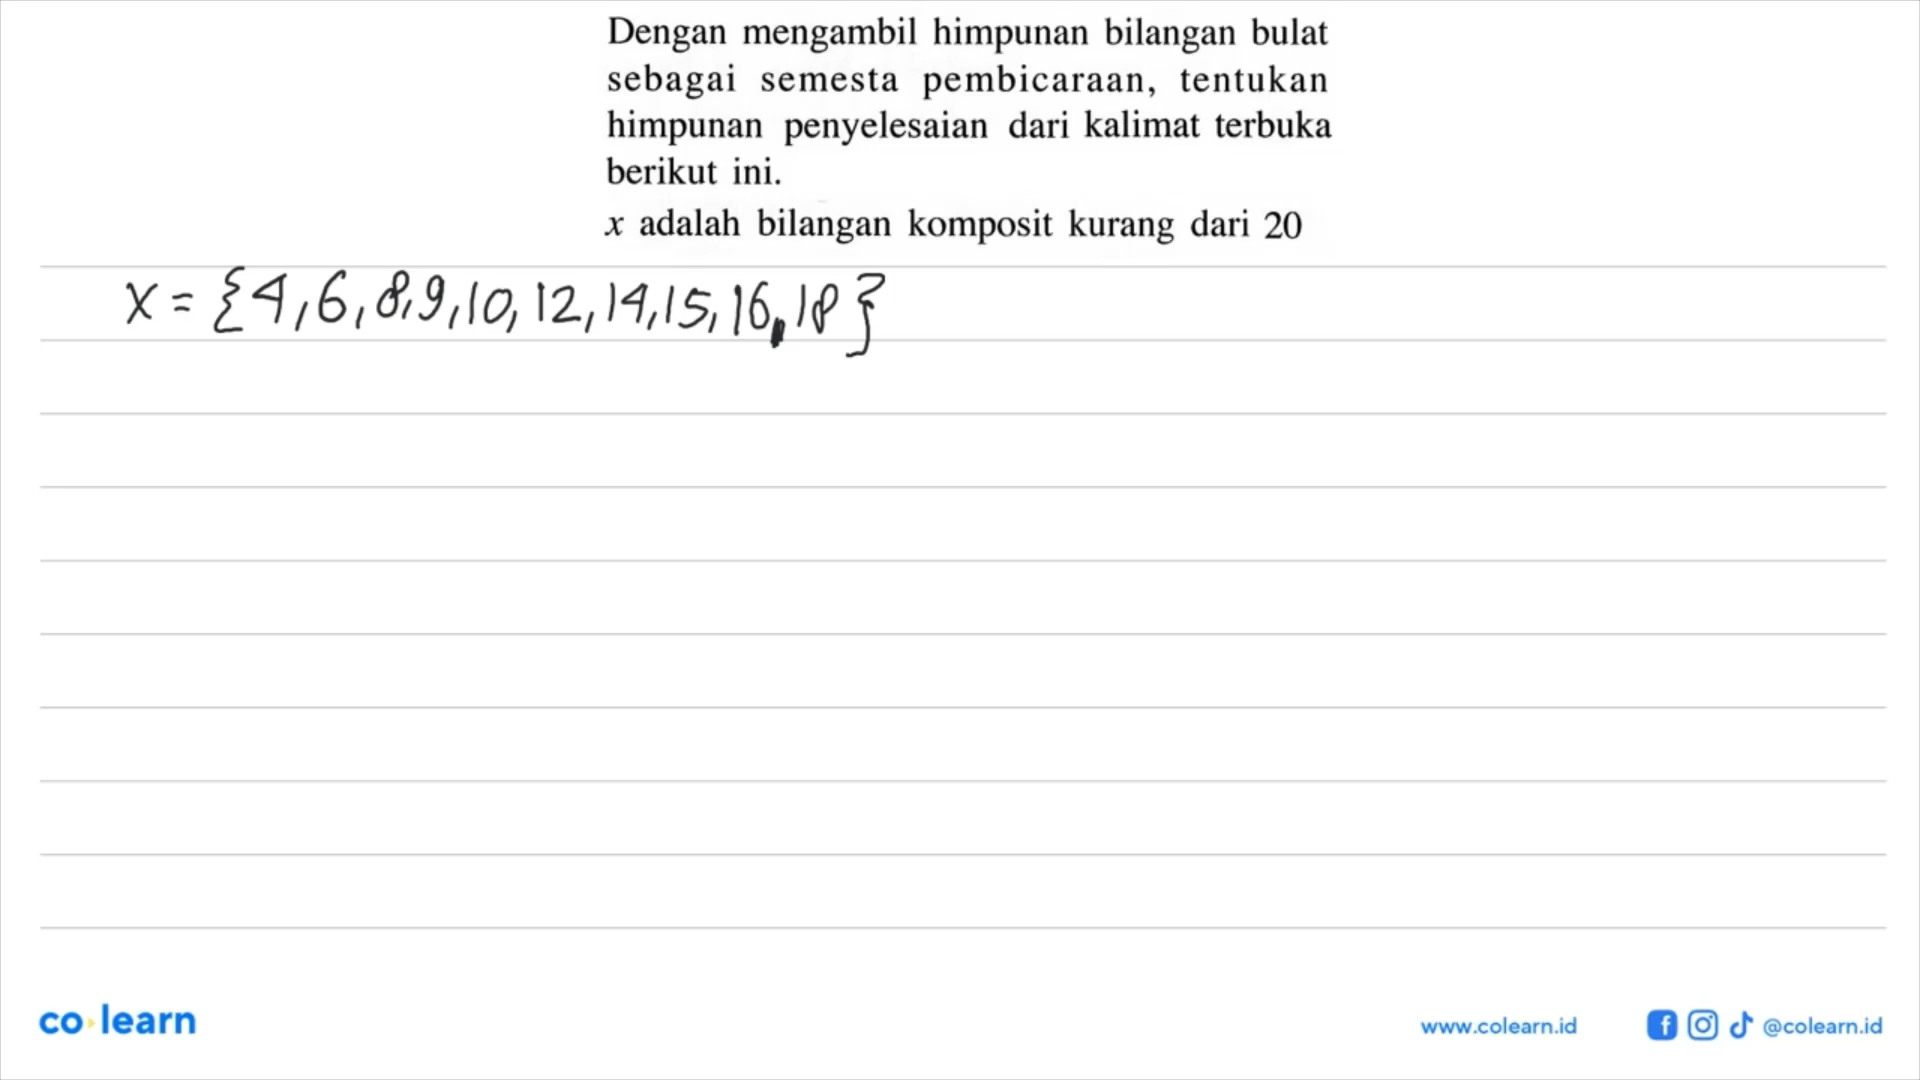 Dengan mengambil himpunan bilangan bulat
sebagai semesta pembicaraan, tentukan
himpunan penyelesaian dari kalimat terbuka
berikut ini.
x adalah bilangan komposit kurang dari 20
x = {4,6,8,9,10,12,14,15,16,18}
co learn
www.colearn.id
@colearn.id